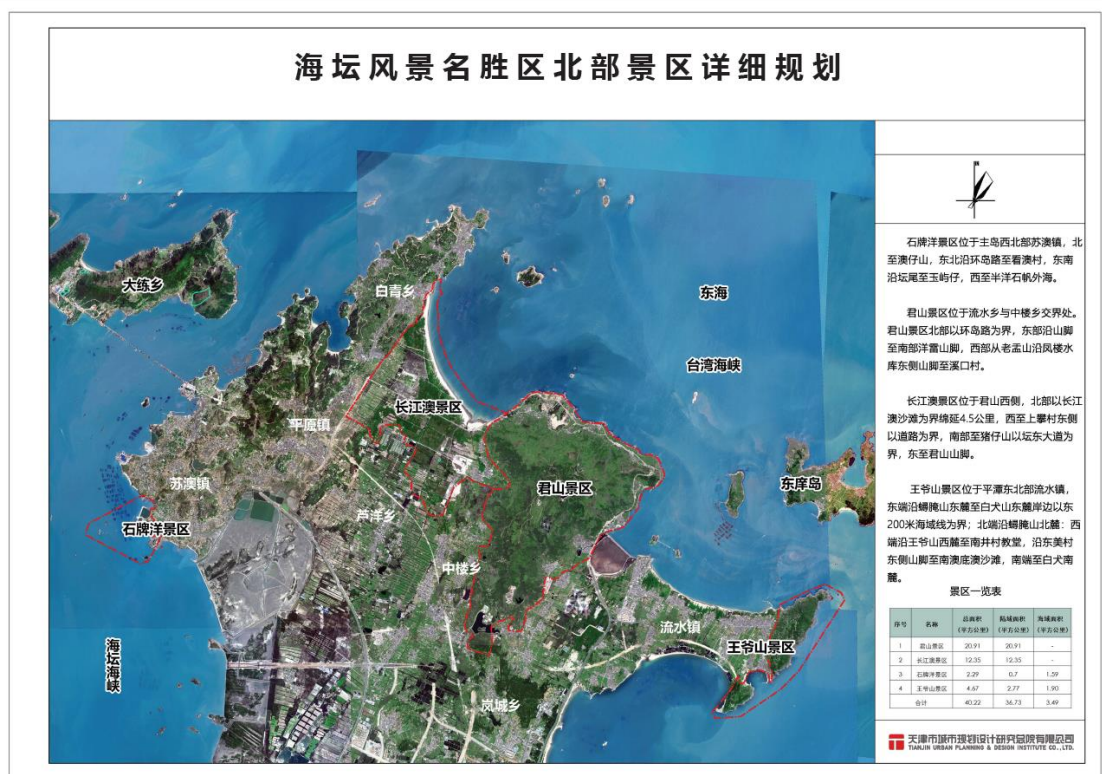 海坛风景名胜区北部景区详细规划
大练乡
白青乡
东海
台湾海峡
长江澳景区
平原镇
君山景区
东庠岛
苏澳镇
石牌洋景区
芦洋乡
中楼乡
流水镇
王爷山景区
海坛海峡
岚城乡
N
石牌洋景区位于主岛西北部苏澳镇，北
至澳仔山，东北沿环岛路至看澳村，东南
沿坛尾至玉屿仔，西至半洋石帆外海。
君山景区位于流水乡与中楼乡交界处。
君山景区北部以环岛路为界，东部沿山脚
至南部洋雷山脚，西部从老孟山沿凤楼水
库东侧山脚至溪口村。
长江澳景区位于君山西侧，北部以长江
澳沙滩为界绵延4.5公里，西至上攀村东侧
以道路为界，南部至猪仔山以坛东大道为
界，东至君山山脚。
王爷山景区位于平潭东北部流水镇，
东端沿蟳腌山东麓至白犬山东麓岸边以东
200米海域线为界；北端沿蟳腌山北麓：西
端沿王爷山西麓至南井村教堂，沿东美村
东侧山脚至南澳底澳沙滩，南端至白犬南
麓。
景区一览表
序号 名称 总面积（平方公里） 陆域面积（平方公里） 海域面积（平方公里）
1 君山景区 20.91 20.91 -
2 长江澳景区 12.35 12.35 -
3 石牌洋景区 2.29 0.7 1.59
4 王爷山景区 4.67 2.77 1.90
合计 40.22 36.73 3.49
天津市城市规划设计研究总院有限公司
TIANJIN URBAN PLANNING & DESIGN INSTITUTE CO.,LTD.